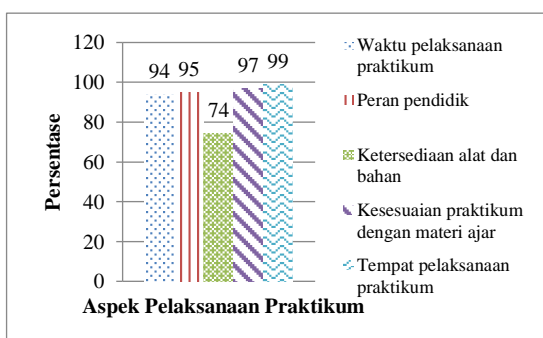 120
100
80
60
40
20
0
Persentase
94
95
74
97
99
Aspek Pelaksanaan Praktikum
Waktu pelaksanaan
praktikum
Peran pendidik
Ketersediaan alat dan
bahan
Kesesuaian praktikum
dengan materi ajar
Tempat pelaksanaan
praktikum